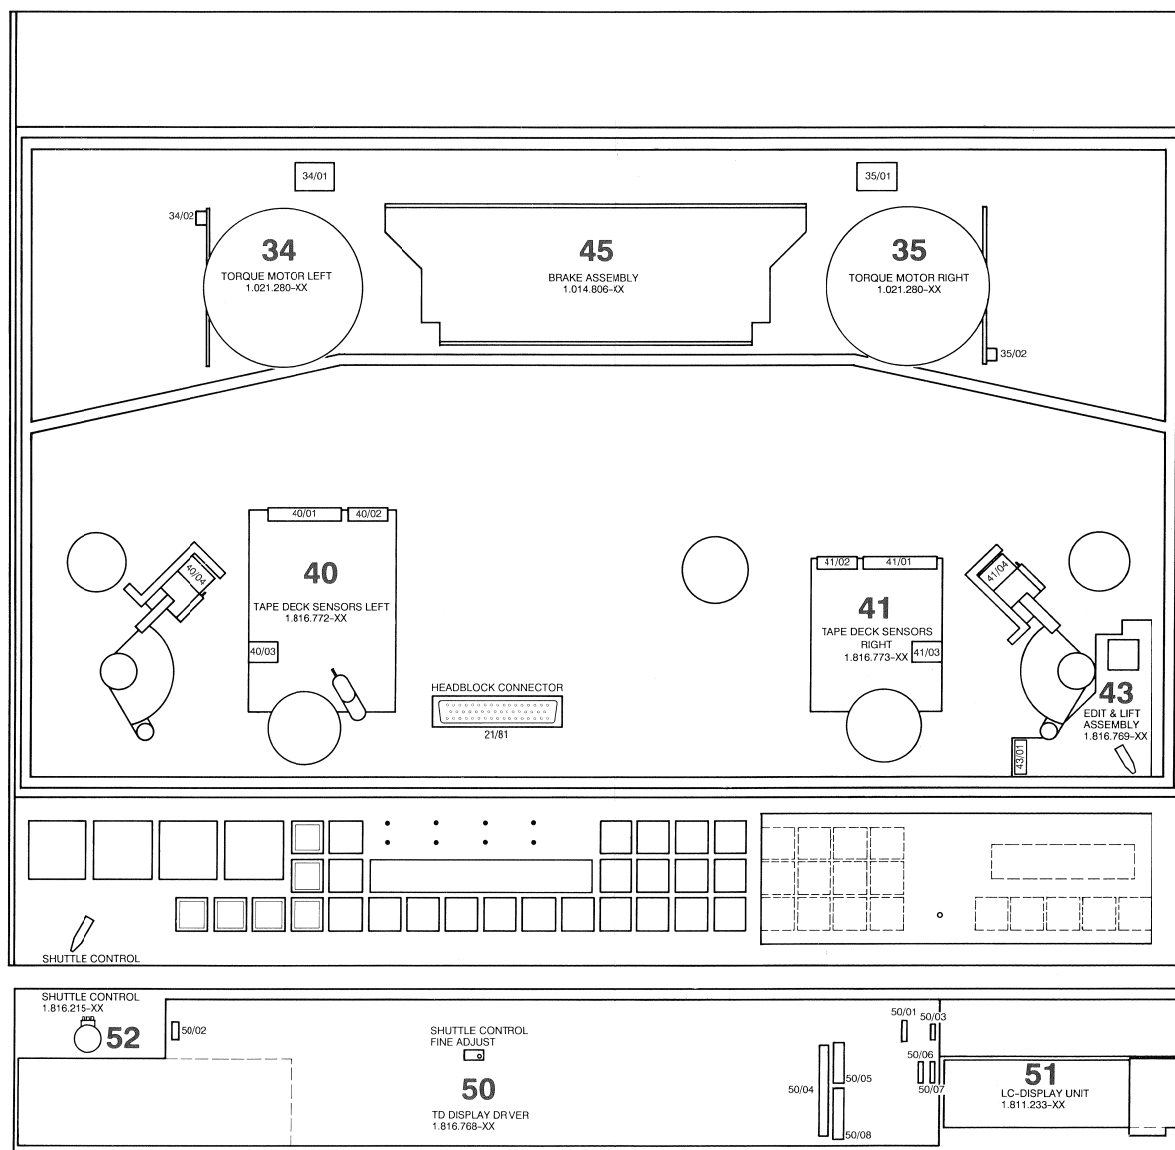 34/01
35/01
34/02
34
TORQUE MOTOR LEFT
1.021.280-XX
45
BRAKE ASSEMBLY
1.014.806-XX
35
TORQUE MOTOR RIGHT
1.021.280-XX
35/02
40/01
40/02
40/04
40
TAPE DECK SENSORS LEFT
1.816.772-XX
40/03
41/02
41/01
41/04
41
TAPE DECK SENSORS
RIGHT
1.816.773-XX
41/03
HEADBLOCK CONNECTOR
21/81
43
EDIT & LIFT
ASSEMBLY
1.816.769-XX
43/01
SHUTTLE CONTROL
SHUTTLE CONTROL
1.816.215-XX
52
50/02
SHUTTLE CONTROL
FINE ADJUST
50
TD DISPLAY DR VER
1.816.768-XX
50/01
50/03
50/06
50/07
50/04
50/05
50/08
51
LC-DISPLAY UNIT
1.811.233-XX